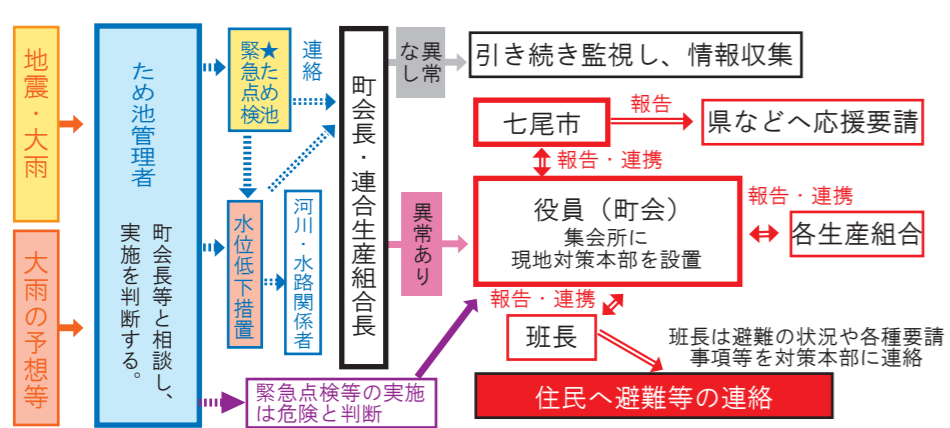 地震・大雨
大雨の予想等
ため池管理者
町会長等と相談し、
実施を判断する。
★ため池
緊急点検
連絡
水位低下措置
河川・水路関係者
緊急点検等の実施
は危険と判断
町会長・連合生産組合長
異常
なし
引き続き監視し、情報収集
異常あり
七尾市
報告
県などへ応援要請
報告・連携
役員（町会）
集会所に
現地対策本部を設置
報告・連携
各生産組合
報告・連携
班長
班長は避難の状況や各種要請
事項等を対策本部に連絡
住民へ避難等の連絡